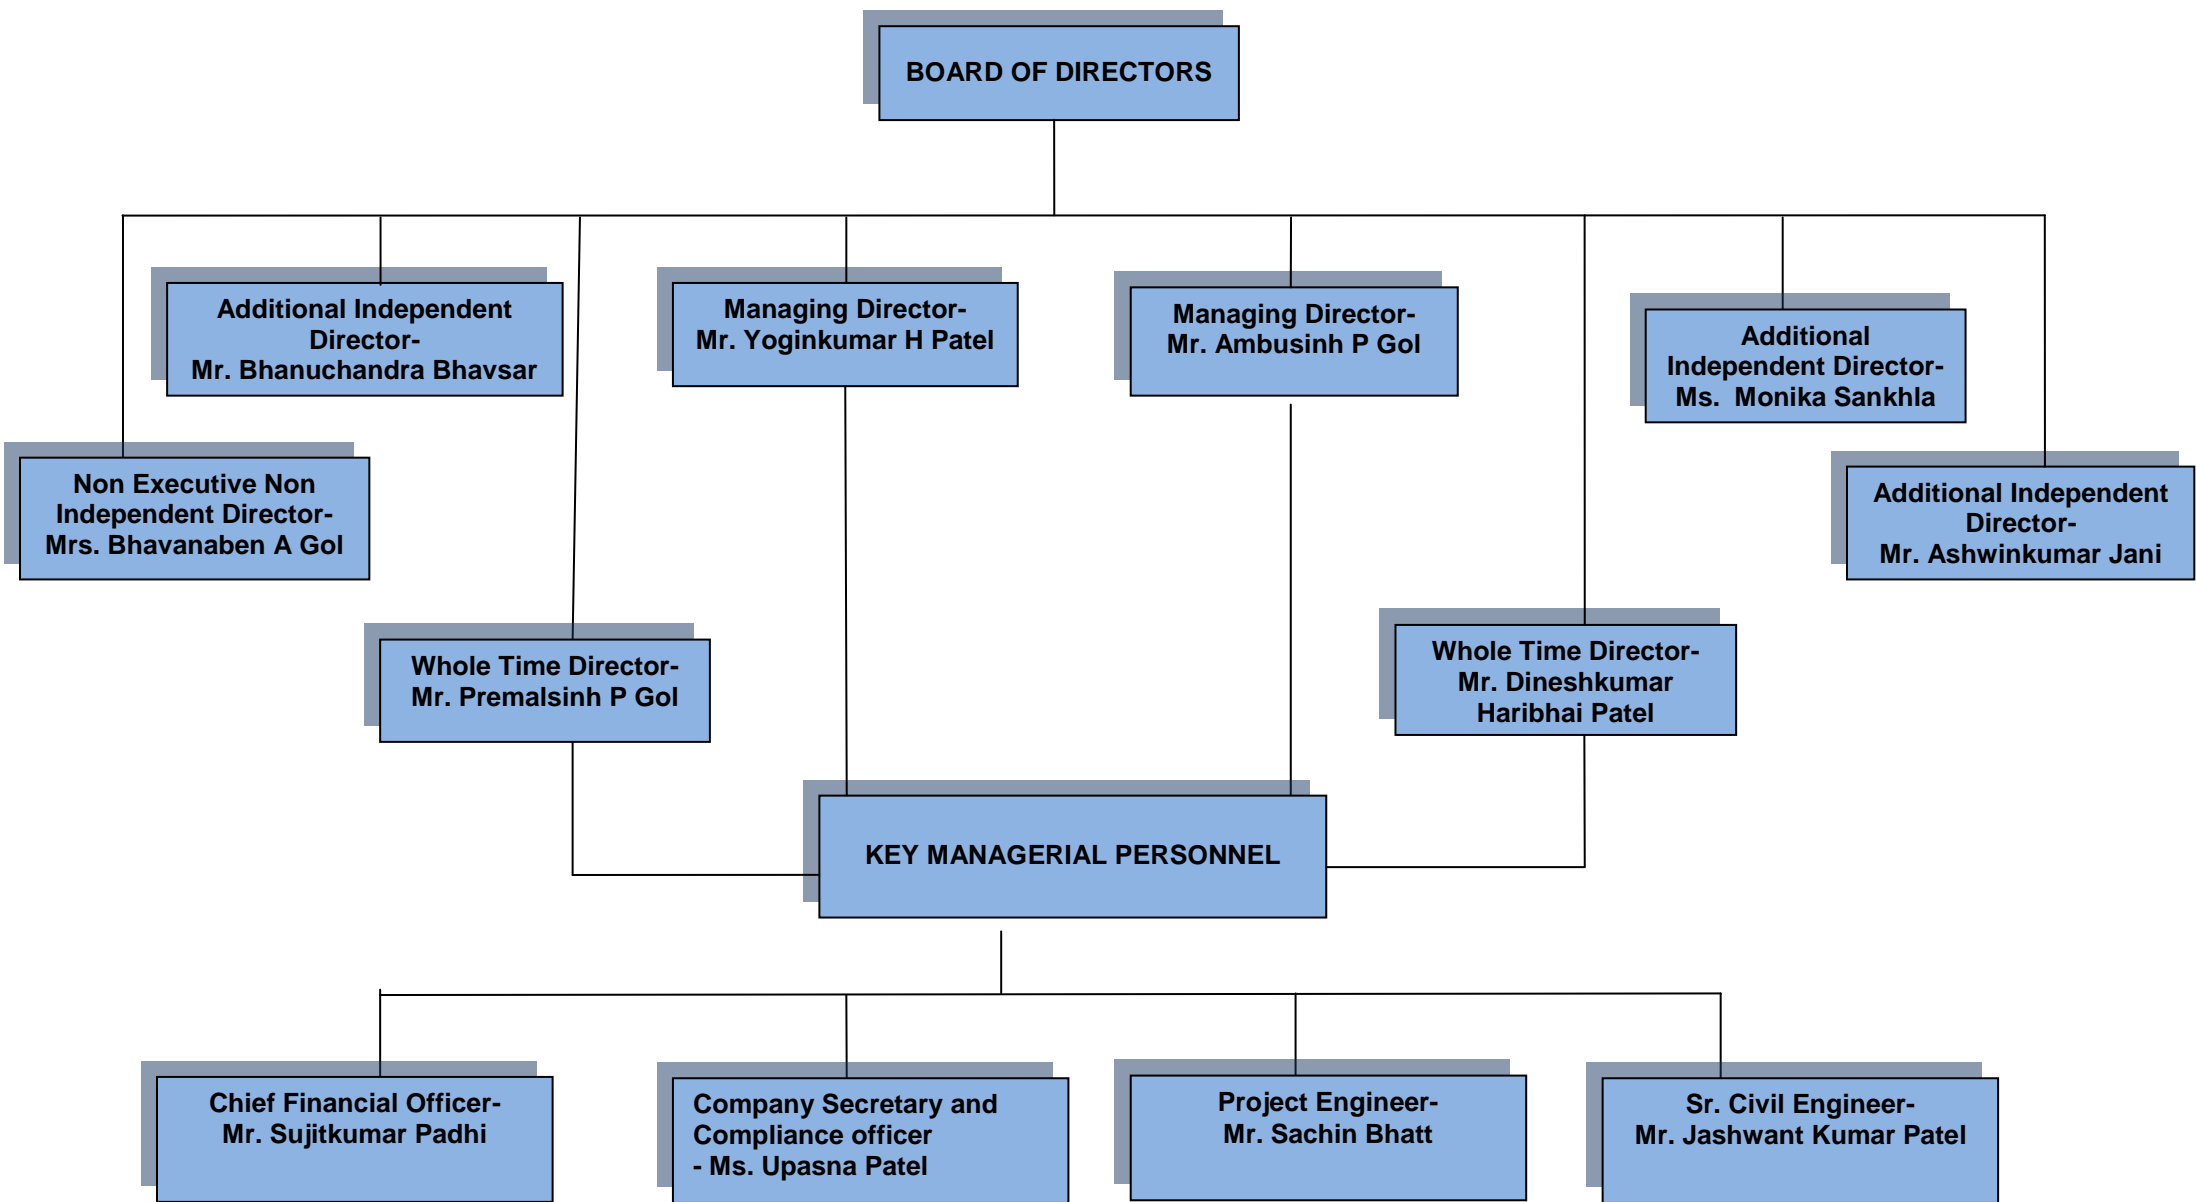 BOARD OF DIRECTORS
Additional Independent
Director-
Mr. Bhanuchandra Bhavsar
Managing Director-
Mr. Yoginkumar H Patel
Managing Director-
Mr. Ambusinh P Gol
Additional
Independent Director-
Ms. Monika Sankhla
Non Executive Non
Independent Director-
Mrs. Bhavanaben A Gol
Additional Independent
Director-
Mr. Ashwinkumar Jani
Whole Time Director-
Mr. Premalsinh P Gol
Whole Time Director-
Mr. Dineshkumar
Haribhai Patel
KEY MANAGERIAL PERSONNEL
Chief Financial Officer-
Mr. Sujitkumar Padhi
Company Secretary and
Compliance officer
- Ms. Upasna Patel
Project Engineer-
Mr. Sachin Bhatt
Sr. Civil Engineer-
Mr. Jashwant Kumar Patel